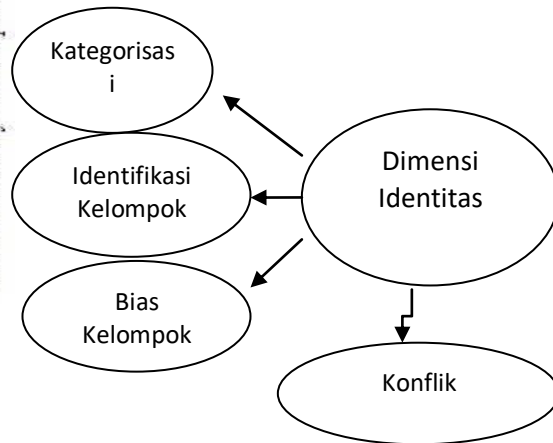 Kategorisas
i
Identifikasi
Kelompok
Bias
Kelompok
Dimensi
Identitas
Konflik